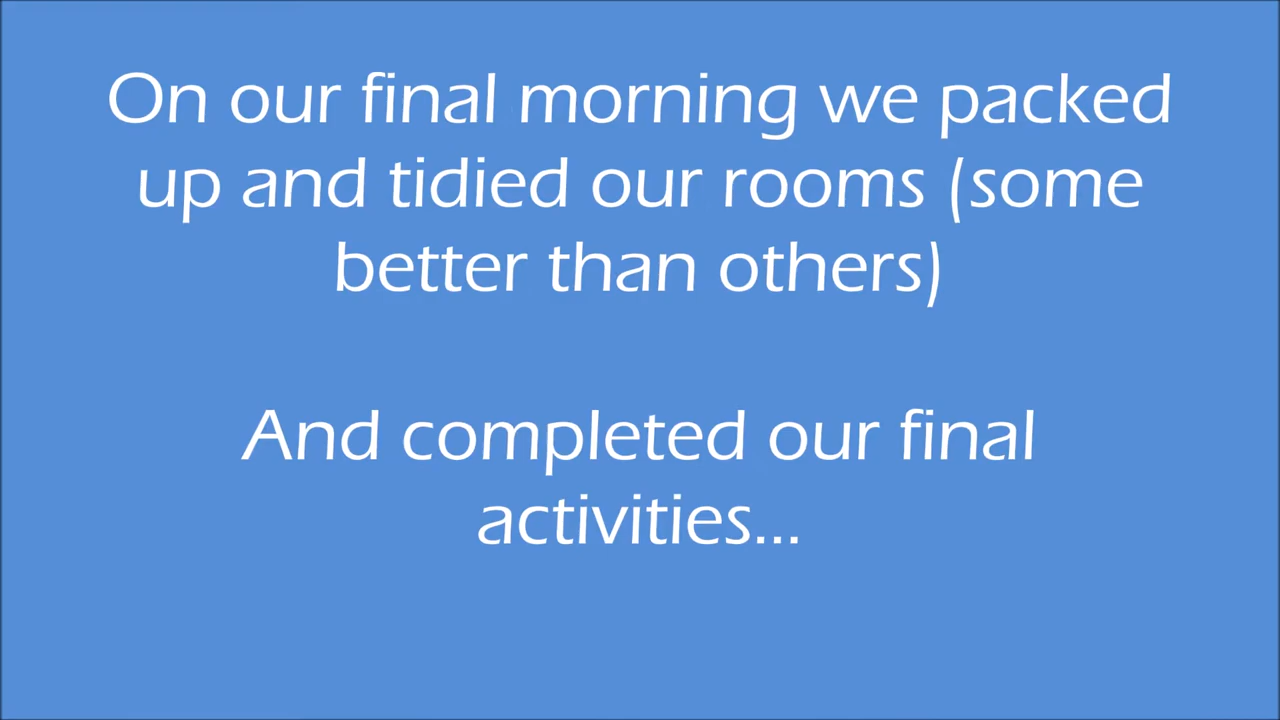 On our final morning we packed
up and tidied our rooms (some
better than others)
And completed our final
activities...